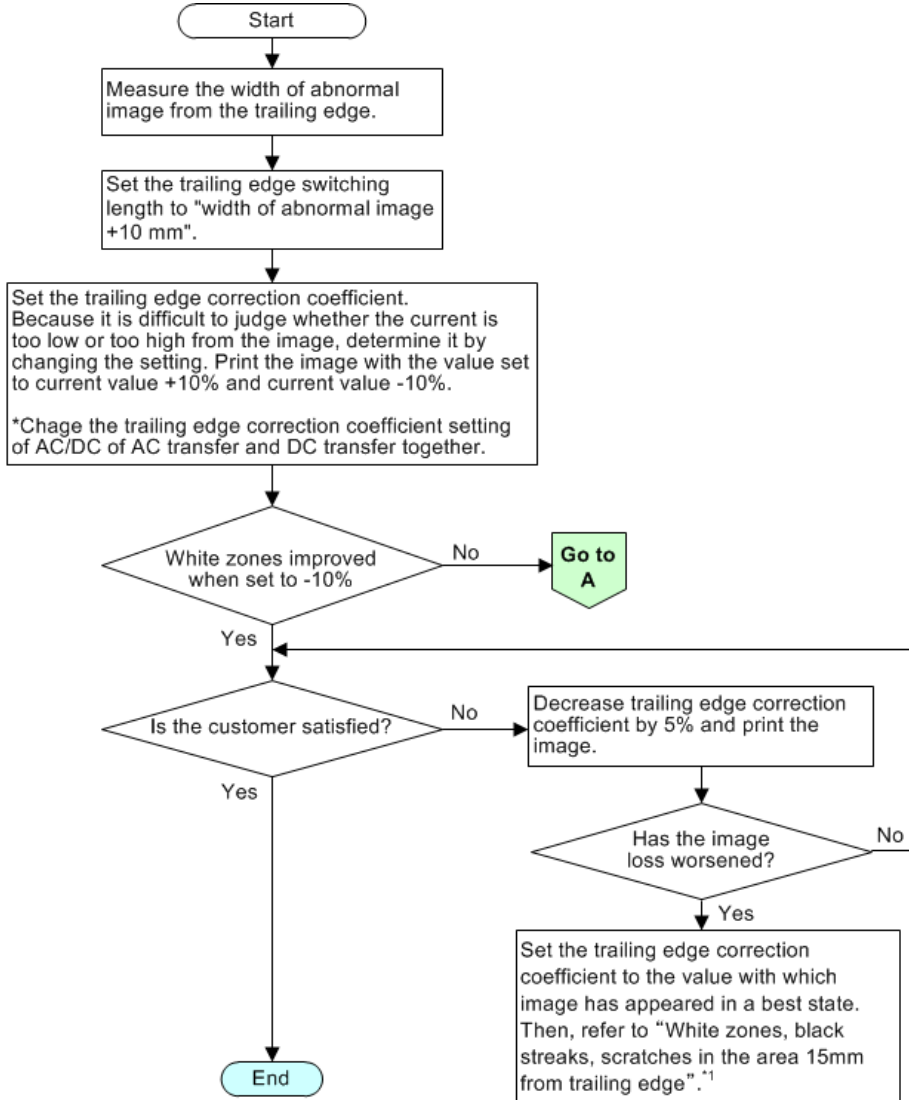 Start
Measure the width of abnormal
image from the trailing edge.
Set the trailing edge switching
length to "width of abnormal image
+10 mm".
Set the trailing edge correction coefficient.
Because it is difficult to judge whether the current is
too low or too high from the image, determine it by
changing the setting. Print the image with the value set
to current value +10% and current value -10%.
*Chage the trailing edge correction coefficient setting
of AC/DC of AC transfer and DC transfer together.
White zones improved
when set to -10%
No
Go to
A
Yes
Is the customer satisfied?
No
Decrease trailing edge correction
coefficient by 5% and print the
image.
Yes
Has the image
loss worsened?
No
Yes
Set the trailing edge correction
coefficient to the value with which
image has appeared in a best state.
Then, refer to “White zones, black
streaks, scratches in the area 15mm
from trailing edge”.*1
End